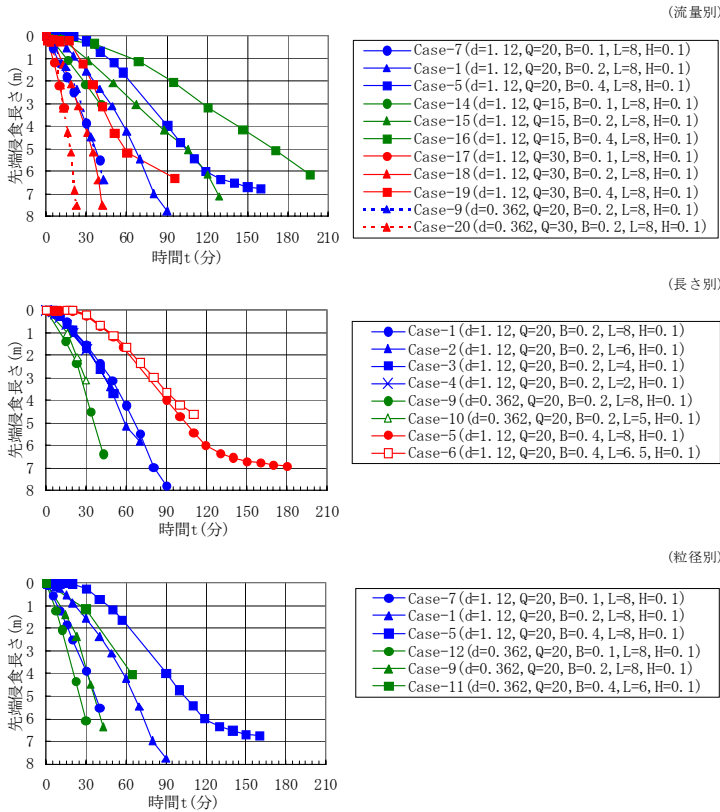 (流量別)
0
1
2
3
4
5
6
7
8
先端侵食長さ(m)
0 30 60 90 120 150 180 210
時間t(分)
Case-7(d=1.12,Q=20,B=0.1,L=8,H=0.1)
Case-1(d=1.12,Q=20,B=0.2,L=8,H=0.1)
Case-5(d=1.12,Q=20,B=0.4,L=8,H=0.1)
Case-14(d=1.12,Q=15,B=0.1,L=8,H=0.1)
Case-15(d=1.12,Q=15,B=0.2,L=8,H=0.1)
Case-16(d=1.12,Q=15,B=0.4,L=8,H=0.1)
Case-17(d=1.12,Q=30,B=0.1,L=8,H=0.1)
Case-18(d=1.12,Q=30,B=0.2,L=8,H=0.1)
Case-19(d=1.12,Q=30,B=0.4,L=8,H=0.1)
Case-9(d=0.362,Q=20,B=0.2,L=8,H=0.1)
Case-20(d=0.362,Q=30,B=0.2,L=8,H=0.1)
(長さ別)
0
1
2
3
4
5
6
7
8
先端侵食長さ(m)
0 30 60 90 120 150 180 210
時間t(分)
Case-1(d=1.12,Q=20,B=0.2,L=8,H=0.1)
Case-2(d=1.12,Q=20,B=0.2,L=6,H=0.1)
Case-3(d=1.12,Q=20,B=0.2,L=4,H=0.1)
Case-4(d=1.12,Q=20,B=0.2,L=2,H=0.1)
Case-9(d=0.362,Q=20,B=0.2,L=8,H=0.1)
Case-10(d=0.362,Q=20,B=0.2,L=5,H=0.1)
Case-5(d=1.12,Q=20,B=0.4,L=8,H=0.1)
Case-6(d=1.12,Q=20,B=0.4,L=6.5,H=0.1)
(粒径別)
0
1
2
3
4
5
6
7
8
先端侵食長さ(m)
0 30 60 90 120 150 180 210
時間t(分)
Case-7(d=1.12,Q=20,B=0.1,L=8,H=0.1)
Case-1(d=1.12,Q=20,B=0.2,L=8,H=0.1)
Case-5(d=1.12,Q=20,B=0.4,L=8,H=0.1)
Case-12(d=0.362,Q=20,B=0.1,L=8,H=0.1)
Case-9(d=0.362,Q=20,B=0.2,L=8,H=0.1)
Case-11(d=0.362,Q=20,B=0.4,L=6,H=0.1)